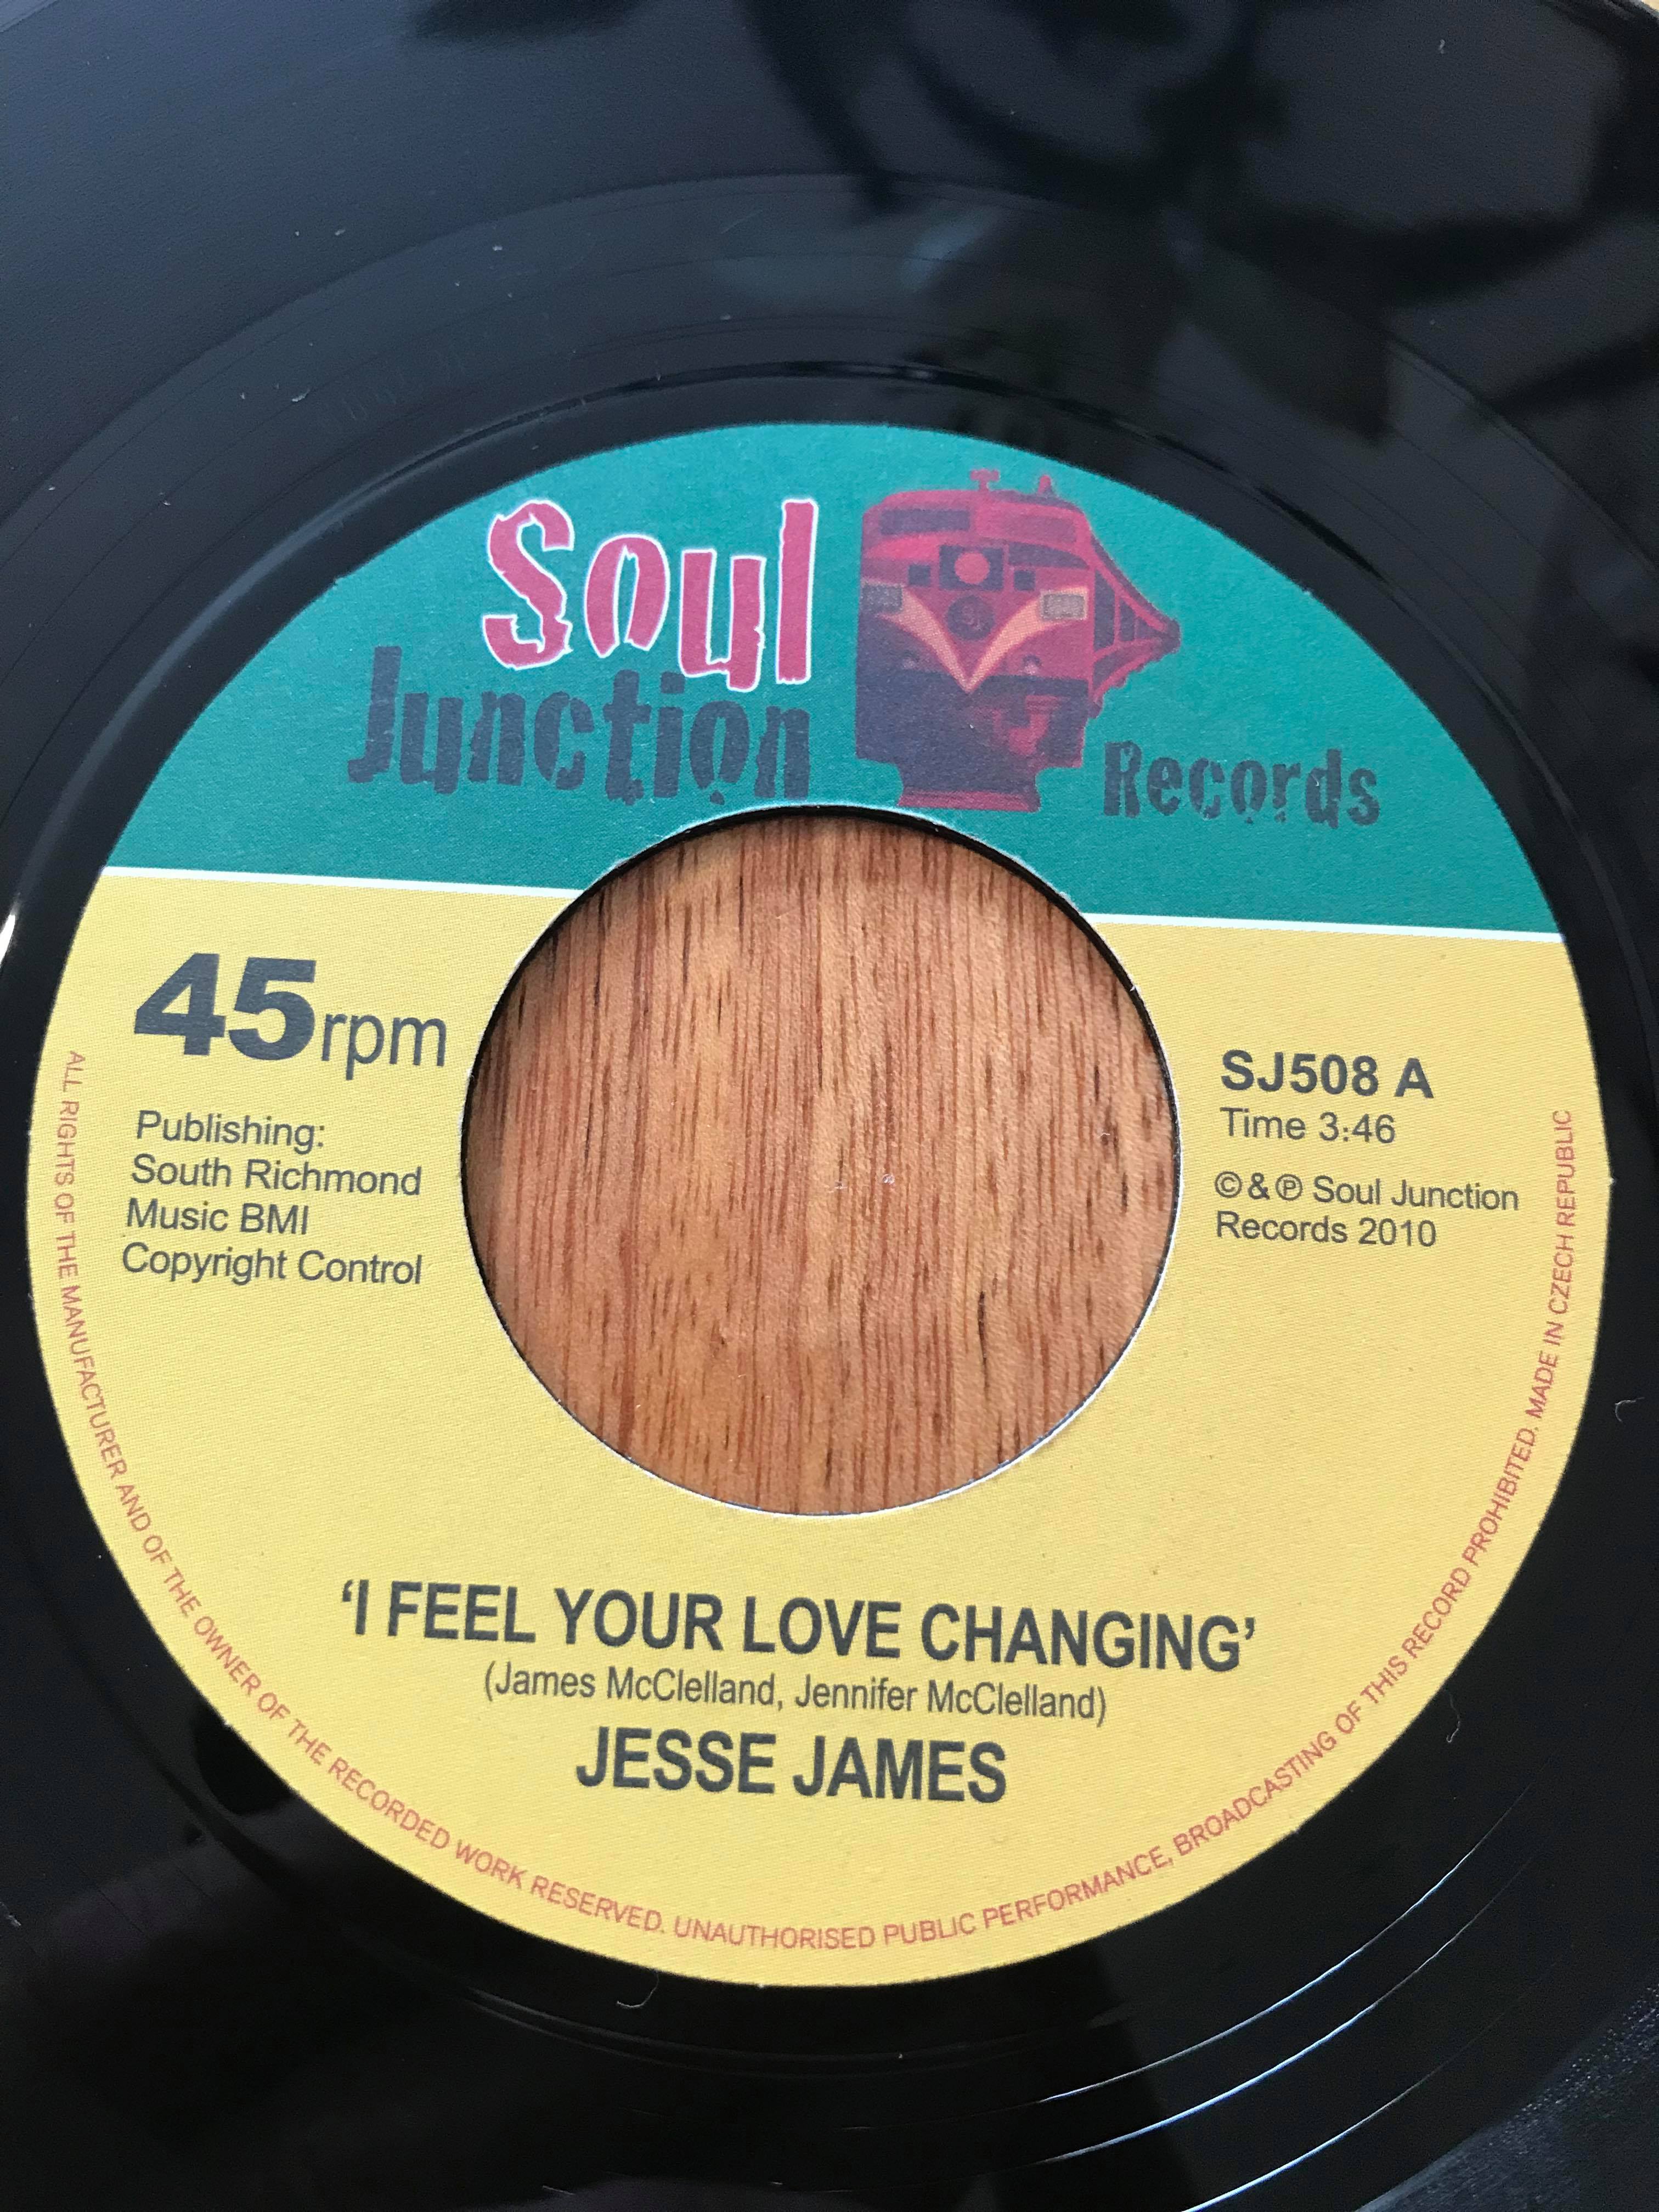 Soul
Junction
Records
45rpm
Publishing:
South Richmond
Music BMI
Copyright Control
SJ508 A
Time 3:46
©&℗ Soul Junction
Records 2010
‘I FEEL YOUR LOVE CHANGING’
(James McClelland, Jennifer McClelland)
JESSE JAMES
ALL RIGHTS OF THE MANUFACTURER AND OF THE OWNER OF THE RECORDED WORK RESERVED. UNAUTHORISED PUBLIC PERFORMANCE, BROADCASTING OF THIS RECORD PROHIBITED. MADE IN CZECH REPUBLIC